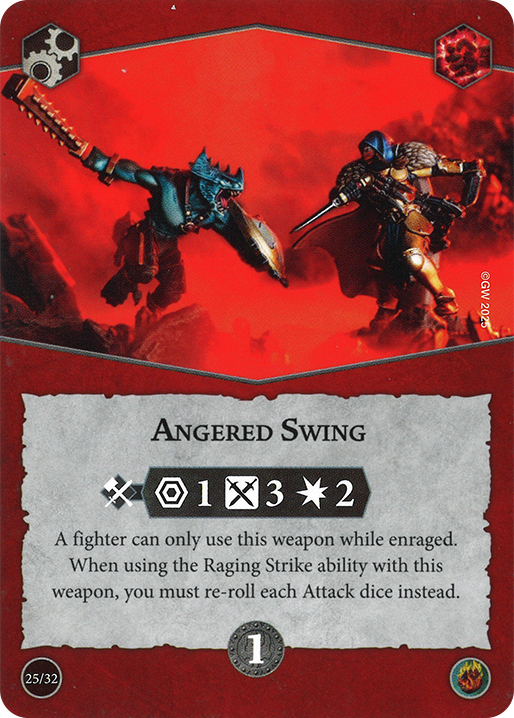 ©GW 2025
Angered Swing
1 3 2
A fighter can only use this weapon while enraged.
When using the Raging Strike ability with this
weapon, you must re-roll each Attack dice instead.
1
25/32